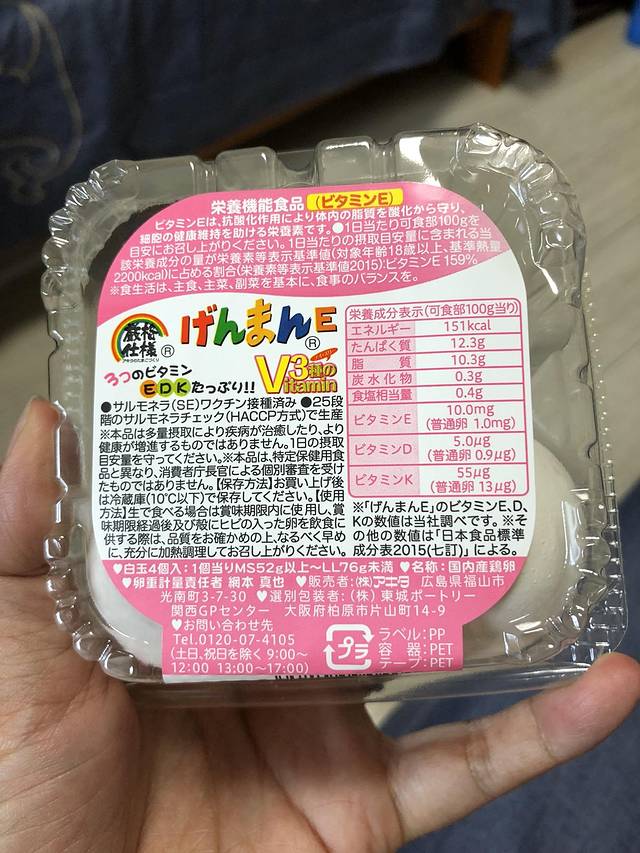 栄養機能食品(ビタミンE)
ビタミンEは、抗酸化作用により体内の脂質を酸化から守り、
細胞の健康維持を助ける栄養素です。●1日当たり可食部100gを
目安にお召し上がりください。1日当たりの摂取目安量に含まれる当
該栄養成分の量が栄養素等表示基準値(対象年齢18歳以上、基準熱量
2200kcal)に占める割合(栄養素等表示基準値2015):ビタミンE 159%
※食生活は、主食、主菜、副菜を基本に、食事のバランスを。
厳格
仕様®
げんまんE®
3つのビタミン
EDKたっぷり!!
V3種の
itamin
●サルモネラ(SE)ワクチン接種済み ●25段
階のサルモネラチェック(HACCP方式)で生産
※本品は多量摂取により疾病が治癒したり、より
健康が増進するものではありません。1日の摂取
目安量を守ってください。※本品は、特定保健用食
品と異なり、消費者庁長官による個別審査を受け
たものではありません。【保存方法】お買い上げ後
は冷蔵庫(10℃以下)で保存してください。【使用
方法】生で食べる場合は賞味期限内に使用し、賞
味期限経過後及び殻にヒビの入った卵を飲食に
供する際は、品質をお確かめの上、なるべく早め
に、充分に加熱調理してお召し上がりください。
栄養成分表示(可食部100g当り)
エネルギー 151kcal
たんぱく質 12.3g
脂質 10.3g
炭水化物 0.3g
食塩相当量 0.4g
ビタミンE 10.0mg
(普通卵 1.0mg)
ビタミンD 5.0μg
(普通卵 0.9μg)
ビタミンK 55μg
(普通卵 13μg)
※「げんまんE」のビタミンE、D、
Kの数値は当社調べです。※そ
の他の数値は「日本食品標準
成分表2015(七訂)」による。
♥白玉4個入:1個当りMS52g以上〜LL76g未満 ♥名称:国内産鶏卵
♥卵重計量責任者 網本 真也 ♥販売者:(株)アキタ 広島県福山市
光南町3-7-30 ♥選別包装者:(株)東城ポートリー
関西GPセンター 大阪府柏原市片山町14-9
♥お問い合わせ先
Tel.0120-07-4105
(土日、祝日を除く 9:00〜
12:00 13:00〜17:00)
プラ
ラベル:PP
容器:PET
テープ:PET